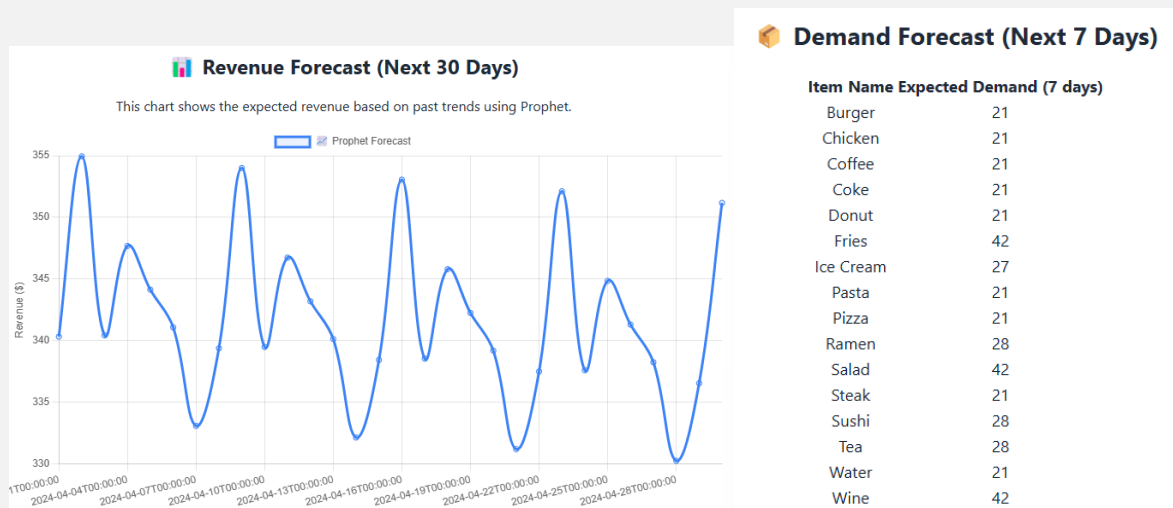 📊 Revenue Forecast (Next 30 Days)
This chart shows the expected revenue based on past trends using Prophet.
📈 Prophet Forecast
Revenue ($)
355
350
345
340
335
330
1T00:00:00
2024-04-04T00:00:00
2024-04-07T00:00:00
2024-04-10T00:00:00
2024-04-13T00:00:00
2024-04-16T00:00:00
2024-04-19T00:00:00
2024-04-22T00:00:00
2024-04-25T00:00:00
2024-04-28T00:00:00
📦 Demand Forecast (Next 7 Days)
Item Name Expected Demand (7 days)
Burger 21
Chicken 21
Coffee 21
Coke 21
Donut 21
Fries 42
Ice Cream 27
Pasta 21
Pizza 21
Ramen 28
Salad 42
Steak 21
Sushi 28
Tea 28
Water 21
Wine 42